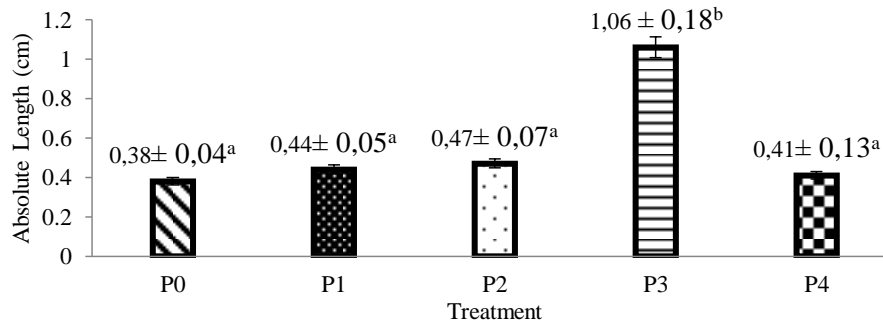 1.2
1
0.8
0.6
0.4
0.2
0
Absolute Length (cm)
0,38± 0,04ᵃ
0,44± 0,05ᵃ
0,47± 0,07ᵃ
1,06 ± 0,18ᵇ
0,41± 0,13ᵃ
P0
P1
P2
P3
P4
Treatment